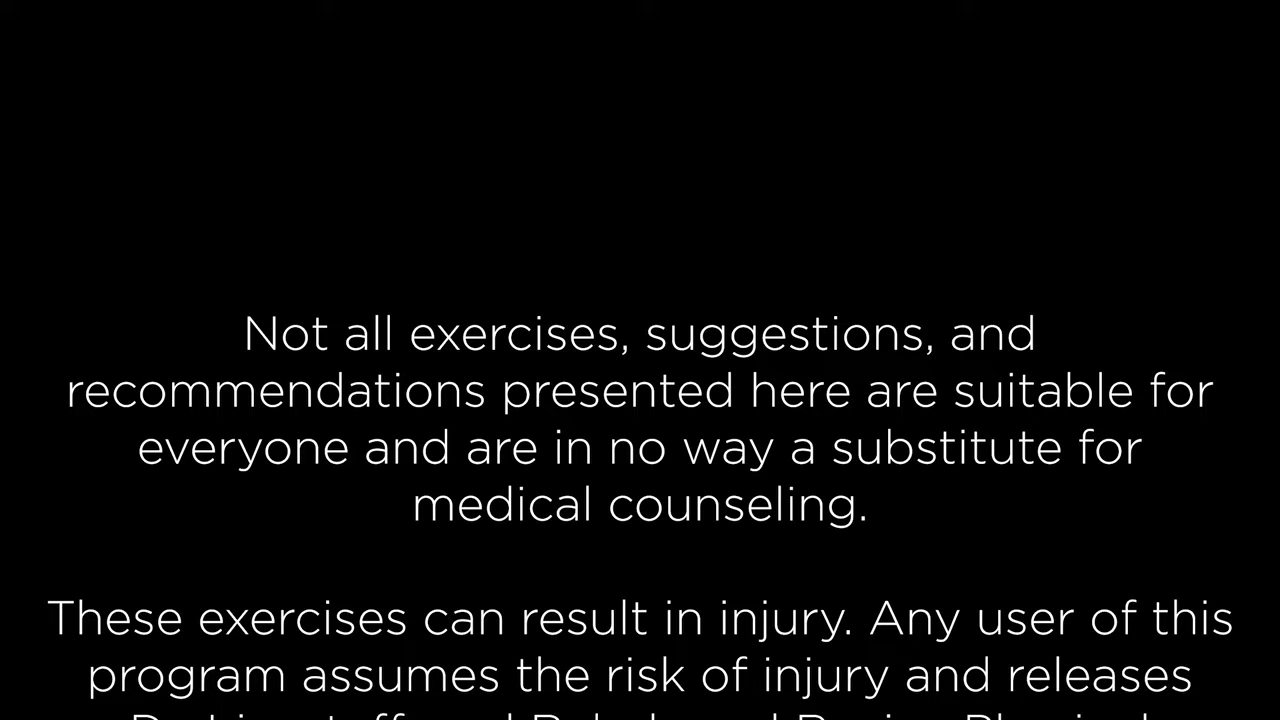 Not all exercises, suggestions, and
recommendations presented here are suitable for
everyone and are in no way a substitute for
medical counseling.
These exercises can result in injury. Any user of this
program assumes the risk of injury and releases